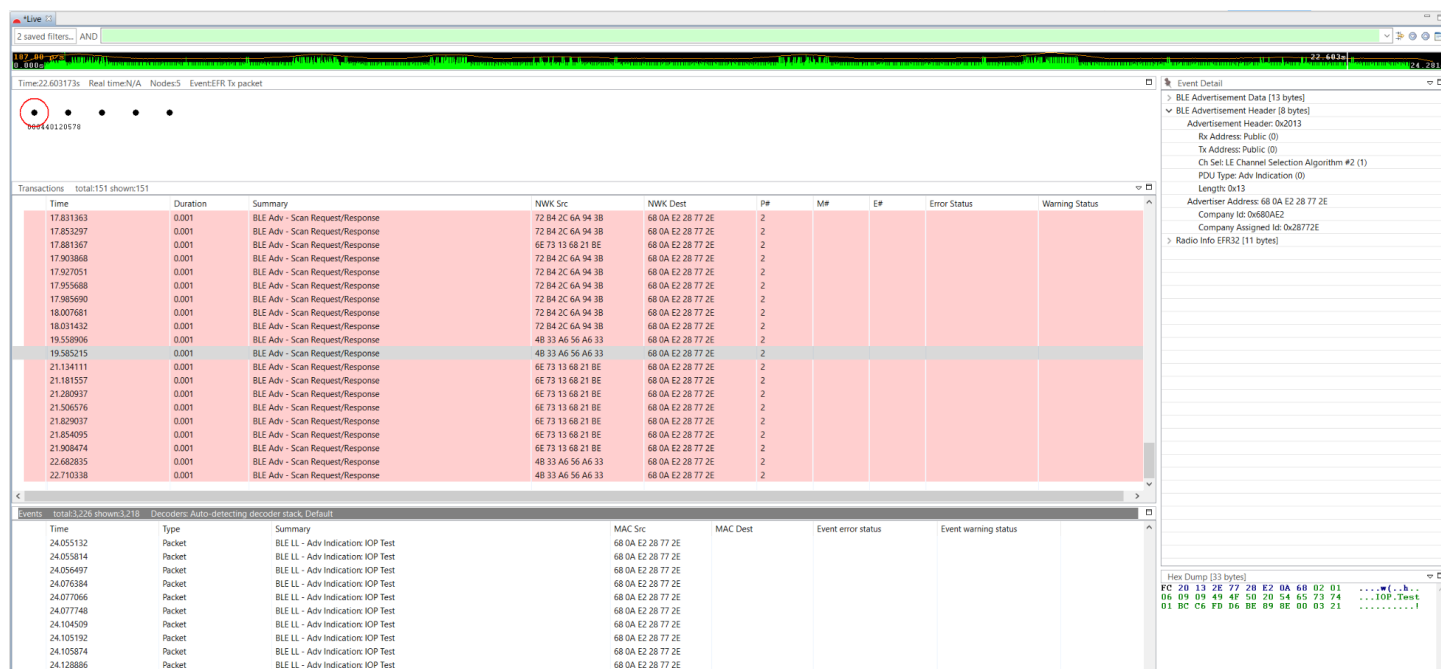 *Live
2 saved filters... AND
107.00 p/s
0.000s 22.603s 24.201
Time:22.603173s Real time:N/A Nodes:5 Event:EFR Tx packet
000440120578
Transactions total:151 shown:151
Time Duration Summary NWK Src NWK Dest P# M# E# Error Status Warning Status
17.831363 0.001 BLE Adv - Scan Request/Response 72 B4 2C 6A 94 3B 68 0A E2 28 77 2E 2
17.853297 0.001 BLE Adv - Scan Request/Response 72 B4 2C 6A 94 3B 68 0A E2 28 77 2E 2
17.881367 0.001 BLE Adv - Scan Request/Response 6E 73 13 68 21 BE 68 0A E2 28 77 2E 2
17.903868 0.001 BLE Adv - Scan Request/Response 72 B4 2C 6A 94 3B 68 0A E2 28 77 2E 2
17.927051 0.001 BLE Adv - Scan Request/Response 72 B4 2C 6A 94 3B 68 0A E2 28 77 2E 2
17.955688 0.001 BLE Adv - Scan Request/Response 72 B4 2C 6A 94 3B 68 0A E2 28 77 2E 2
17.985690 0.001 BLE Adv - Scan Request/Response 72 B4 2C 6A 94 3B 68 0A E2 28 77 2E 2
18.007681 0.001 BLE Adv - Scan Request/Response 72 B4 2C 6A 94 3B 68 0A E2 28 77 2E 2
18.031432 0.001 BLE Adv - Scan Request/Response 72 B4 2C 6A 94 3B 68 0A E2 28 77 2E 2
19.558906 0.001 BLE Adv - Scan Request/Response 4B 33 A6 56 A6 33 68 0A E2 28 77 2E 2
19.585215 0.001 BLE Adv - Scan Request/Response 4B 33 A6 56 A6 33 68 0A E2 28 77 2E 2
21.134111 0.001 BLE Adv - Scan Request/Response 6E 73 13 68 21 BE 68 0A E2 28 77 2E 2
21.181557 0.001 BLE Adv - Scan Request/Response 6E 73 13 68 21 BE 68 0A E2 28 77 2E 2
21.280937 0.001 BLE Adv - Scan Request/Response 6E 73 13 68 21 BE 68 0A E2 28 77 2E 2
21.506576 0.001 BLE Adv - Scan Request/Response 6E 73 13 68 21 BE 68 0A E2 28 77 2E 2
21.829037 0.001 BLE Adv - Scan Request/Response 6E 73 13 68 21 BE 68 0A E2 28 77 2E 2
21.854095 0.001 BLE Adv - Scan Request/Response 6E 73 13 68 21 BE 68 0A E2 28 77 2E 2
21.908474 0.001 BLE Adv - Scan Request/Response 6E 73 13 68 21 BE 68 0A E2 28 77 2E 2
22.682835 0.001 BLE Adv - Scan Request/Response 4B 33 A6 56 A6 33 68 0A E2 28 77 2E 2
22.710338 0.001 BLE Adv - Scan Request/Response 4B 33 A6 56 A6 33 68 0A E2 28 77 2E 2
Events total:3,226 shown:3,218 Decoders: Auto-detecting decoder stack, Default
Time Type Summary MAC Src MAC Dest Event error status Event warning status
24.055132 Packet BLE LL - Adv Indication: IOP Test 68 0A E2 28 77 2E
24.055814 Packet BLE LL - Adv Indication: IOP Test 68 0A E2 28 77 2E
24.056497 Packet BLE LL - Adv Indication: IOP Test 68 0A E2 28 77 2E
24.076384 Packet BLE LL - Adv Indication: IOP Test 68 0A E2 28 77 2E
24.077066 Packet BLE LL - Adv Indication: IOP Test 68 0A E2 28 77 2E
24.077748 Packet BLE LL - Adv Indication: IOP Test 68 0A E2 28 77 2E
24.104509 Packet BLE LL - Adv Indication: IOP Test 68 0A E2 28 77 2E
24.105192 Packet BLE LL - Adv Indication: IOP Test 68 0A E2 28 77 2E
24.105874 Packet BLE LL - Adv Indication: IOP Test 68 0A E2 28 77 2E
24.128886 Packet BLE LL - Adv Indication: IOP Test 68 0A E2 28 77 2E
Event Detail
BLE Advertisement Data [13 bytes]
BLE Advertisement Header [8 bytes]
Advertisement Header: 0x2013
Rx Address: Public (0)
Tx Address: Public (0)
Ch Sel: LE Channel Selection Algorithm #2 (1)
PDU Type: Adv Indication (0)
Length: 0x13
Advertiser Address: 68 0A E2 28 77 2E
Company Id: 0x680AE2
Company Assigned Id: 0x28772E
Radio Info EFR32 [11 bytes]
Hex Dump [33 bytes]
FC 20 13 2E 77 28 E2 0A 68 02 01 ....w(..h..
06 09 09 49 4F 50 20 54 65 73 74 ...IOP.Test
01 BC C6 FD D6 BE 89 8E 00 03 21 ..........!